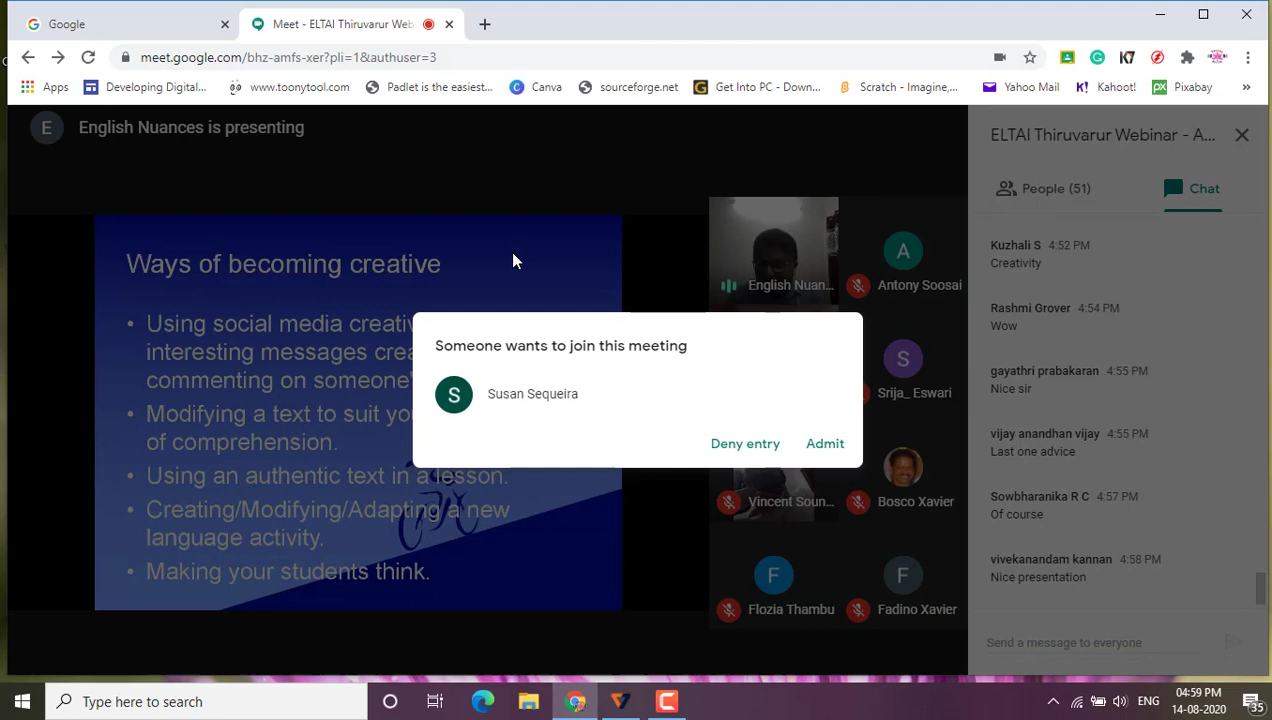 Google
Meet - ELTAI Thiruvarur Web
meet.google.com/bhz-amfs-xer?pli=1&authuser=3
Apps
Developing Digital...
www.tonytool.com
Padlet is the easiest...
Canva
sourceforge.net
Get Into PC - Down...
Scratch - Imagine,...
Yahoo Mail
Kahoot!
Pixabay
E
English Nuances is presenting
ELTAI Thiruvarur Webinar - A...
People (51)
Chat
Ways of becoming creative
• Using social media
interesting messages
commenting on
• Modifying a text to suit
of comprehension.
• Using an authentic text in a lesson.
• Creating/Modifying/Adapting a new
language activity.
• Making your students think.
English Nuan...
A
Antony Soosai
S
Srija_ Eswari
Vincent Soun...
Bosco Xavier
F
Flozia Thambu
F
Fadino Xavier
Someone wants to join this meeting
S
Susan Sequeira
Deny entry
Admit
Kuzhali S 4:52 PM
Creativity
Rashmi Grover 4:54 PM
Wow
gayathri prabakaran 4:55 PM
Nice sir
vijay anandhan vijay 4:55 PM
Last one advice
Sowbharanika R C 4:57 PM
Of course
vivekanandam kannan 4:58 PM
Nice presentation
Send a message to everyone
Type here to search
ENG
04:59 PM
14-08-2020
35